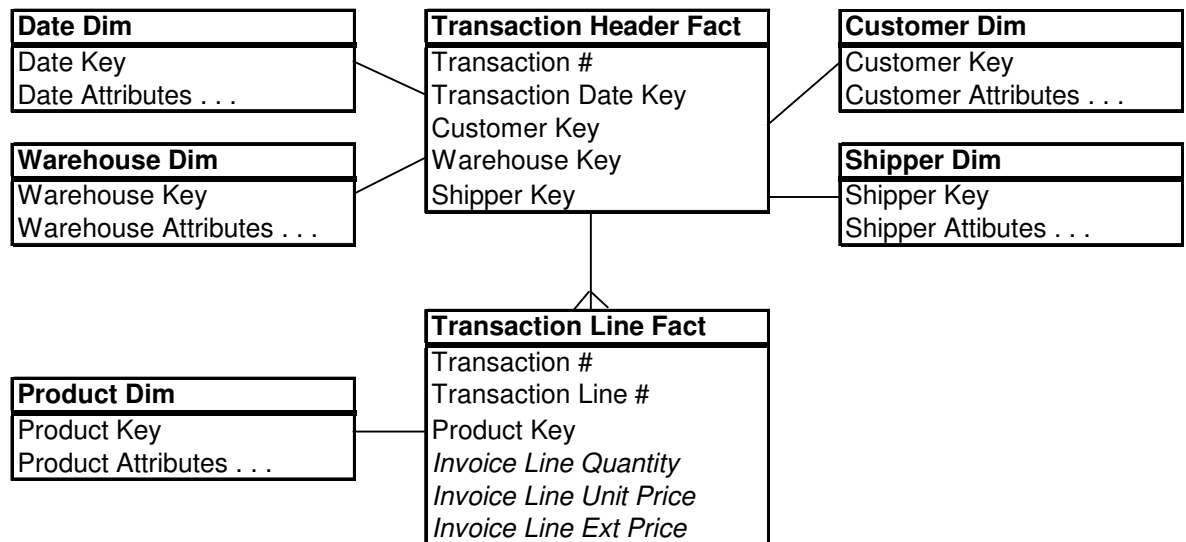 Date Dim
Date Key
Date Attributes . . .
Warehouse Dim
Warehouse Key
Warehouse Attributes . . .
Transaction Header Fact
Transaction #
Transaction Date Key
Customer Key
Warehouse Key
Shipper Key
Customer Dim
Customer Key
Customer Attributes . . .
Shipper Dim
Shipper Key
Shipper Attibutes . . .
Product Dim
Product Key
Product Attributes . . .
Transaction Line Fact
Transaction #
Transaction Line #
Product Key
Invoice Line Quantity
Invoice Line Unit Price
Invoice Line Ext Price